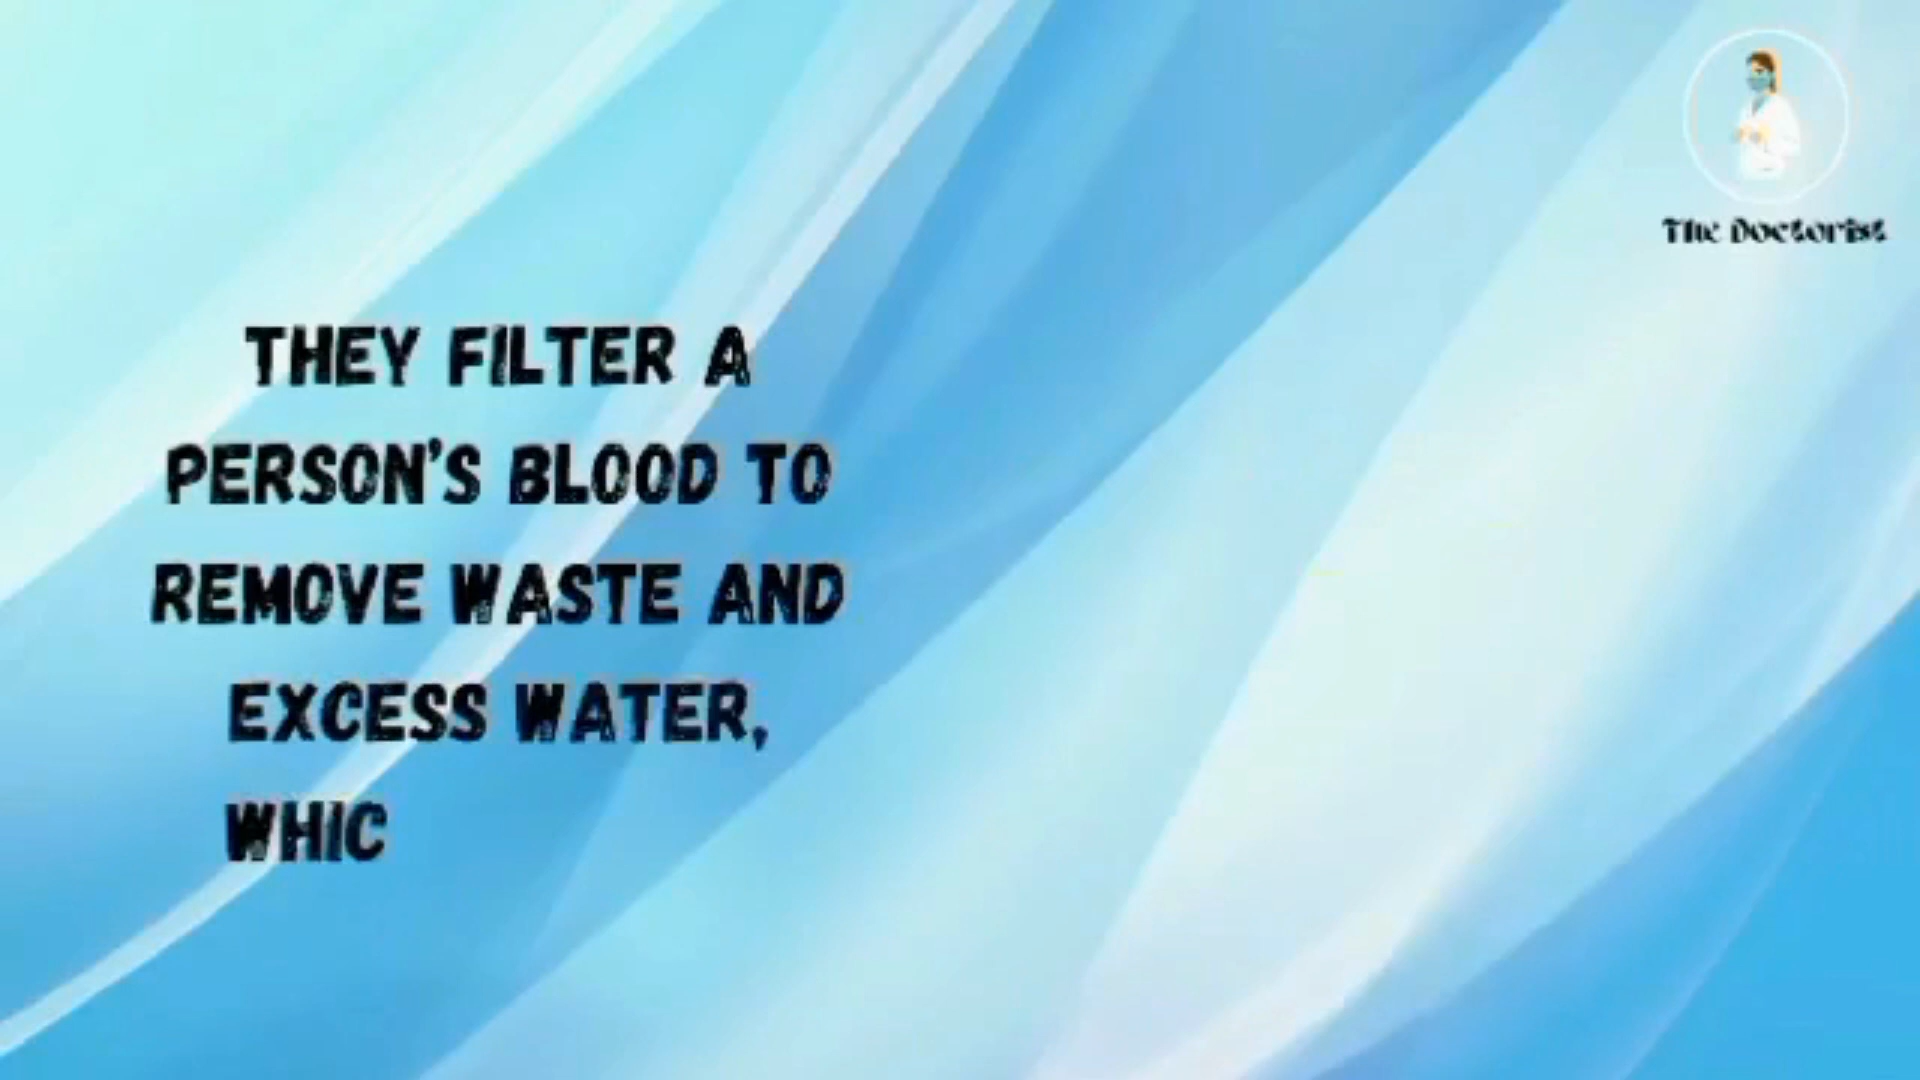 The Doctorist
THEY FILTER A
PERSON'S BLOOD TO
REMOVE WASTE AND
EXCESS WATER,
WHIC